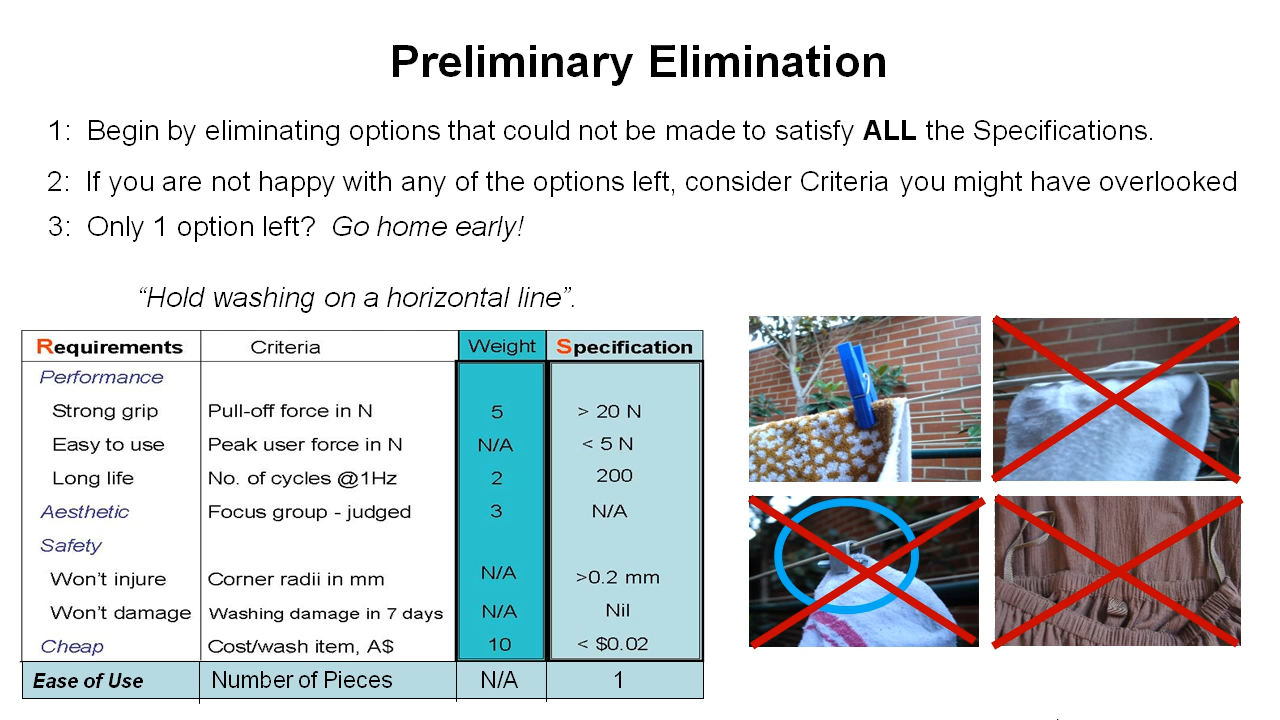 Preliminary Elimination
1: Begin by eliminating options that could not be made to satisfy ALL the Specifications.
2: If you are not happy with any of the options left, consider Criteria you might have overlooked
3: Only 1 option left? Go home early!
“Hold washing on a horizontal line”.
Requirements Criteria Weight Specification
Performance
Strong grip Pull-off force in N 5 > 20 N
Easy to use Peak user force in N N/A < 5 N
Long life No. of cycles @1Hz 2 200
Aesthetic Focus group - judged 3 N/A
Safety
Won't injure Corner radii in mm N/A >0.2 mm
Won't damage Washing damage in 7 days N/A Nil
Cheap Cost/wash item, A$ 10 < $0.02
Ease of Use Number of Pieces N/A 1